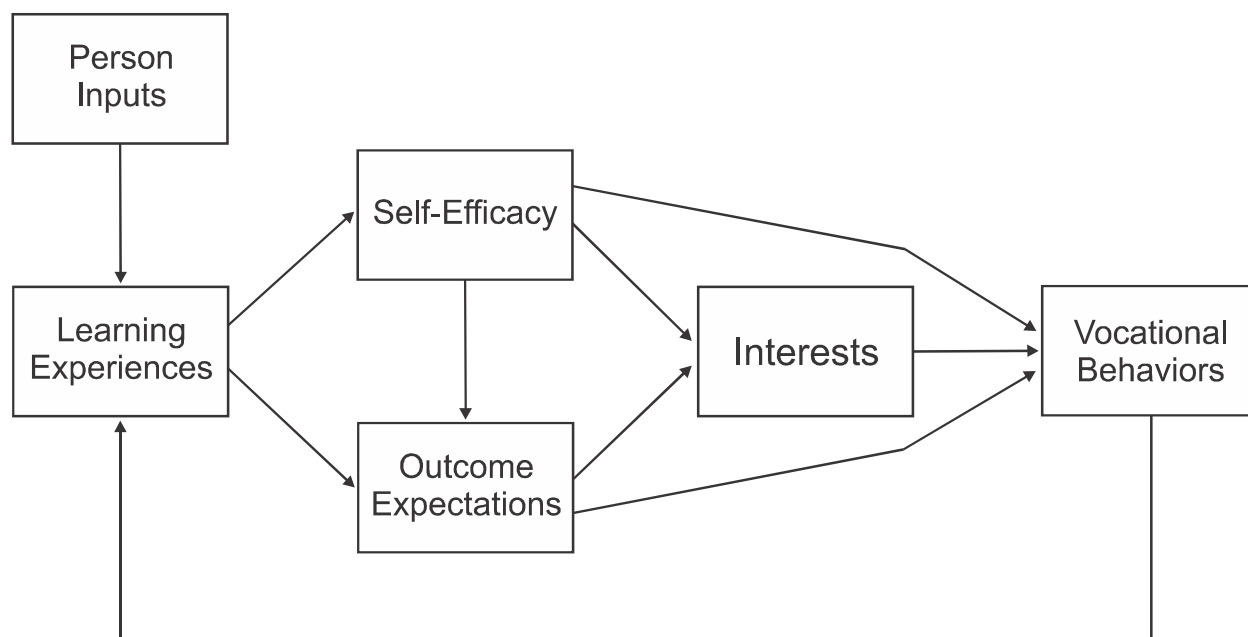 Person
Inputs
Self-Efficacy
Learning
Experiences
Interests
Vocational
Behaviors
Outcome
Expectations